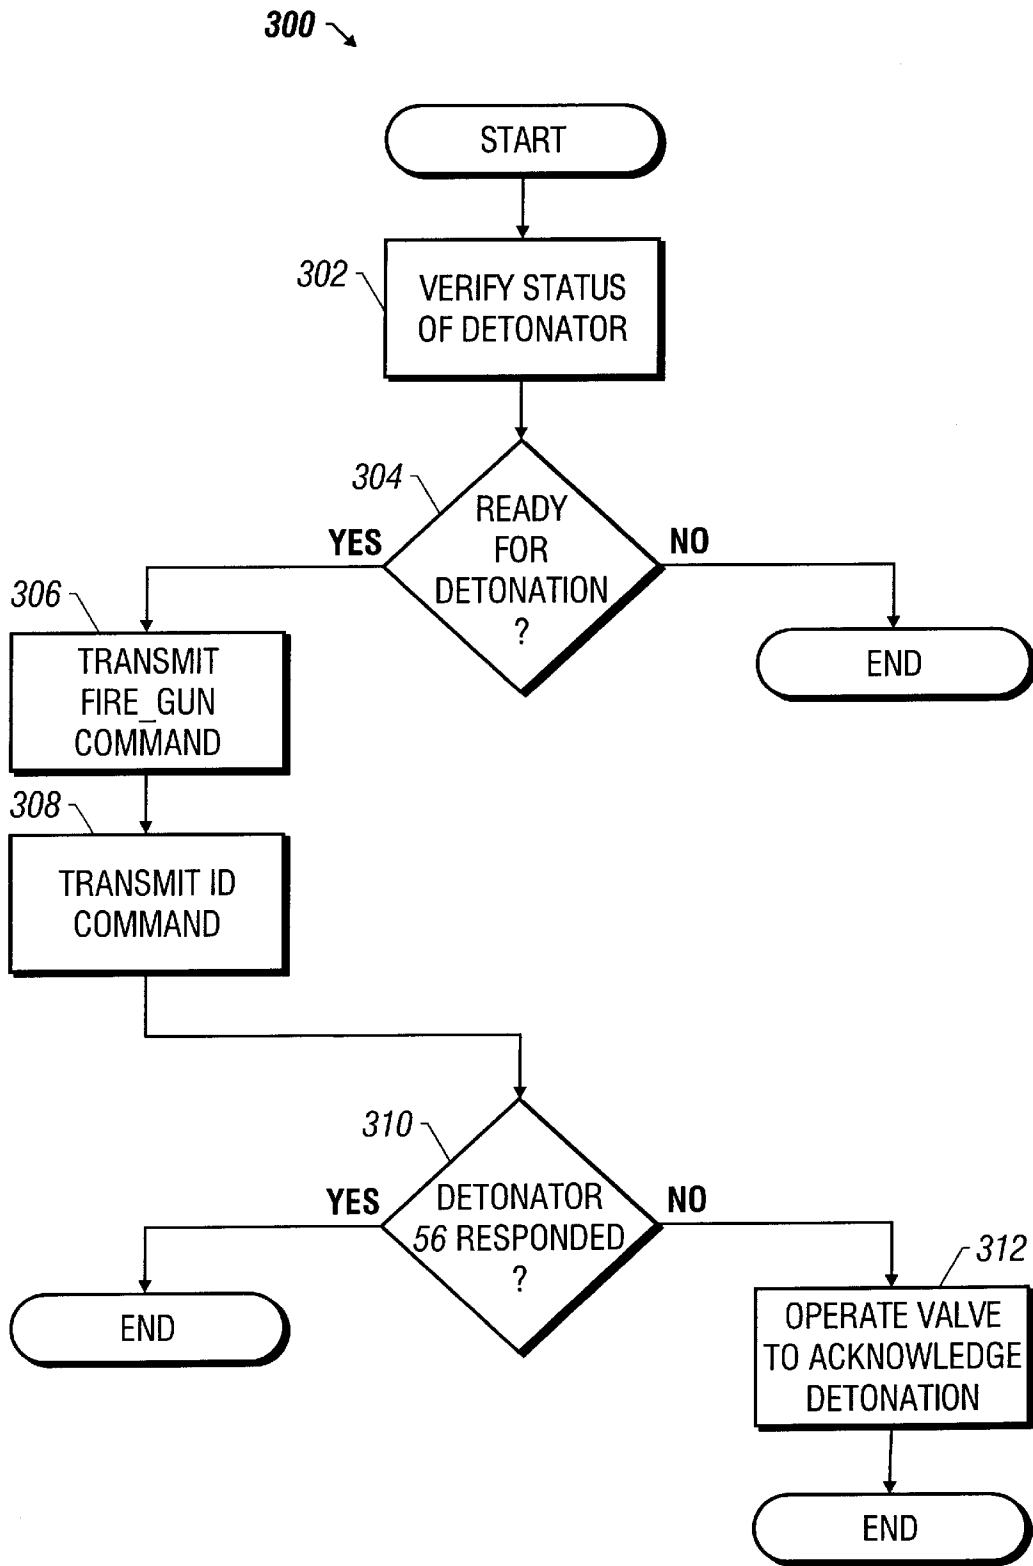 300
START
302
VERIFY STATUS
OF DETONATOR
304
READY
FOR
DETONATION
?
YES
NO
306
TRANSMIT
FIRE_GUN
COMMAND
END
308
TRANSMIT ID
COMMAND
310
DETONATOR
56 RESPONDED
?
YES
NO
END
312
OPERATE VALVE
TO ACKNOWLEDGE
DETONATION
END